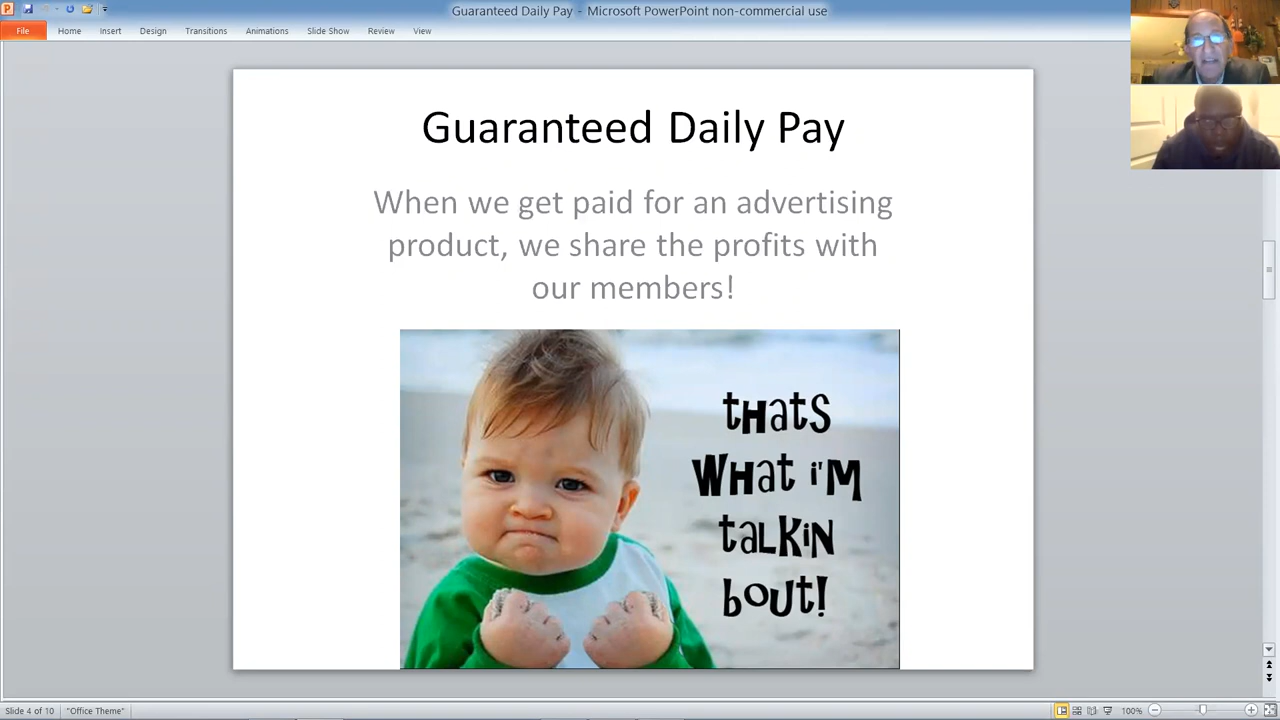 Guaranteed Daily Pay - Microsoft PowerPoint non-commercial use
File Home Insert Design Transitions Animations Slide Show Review View
Guaranteed Daily Pay
When we get paid for an advertising
product, we share the profits with
our members!
tHatS
WHat i'M
taLKiN
boUt!
Slide 4 of 10 "Office Theme" 100%